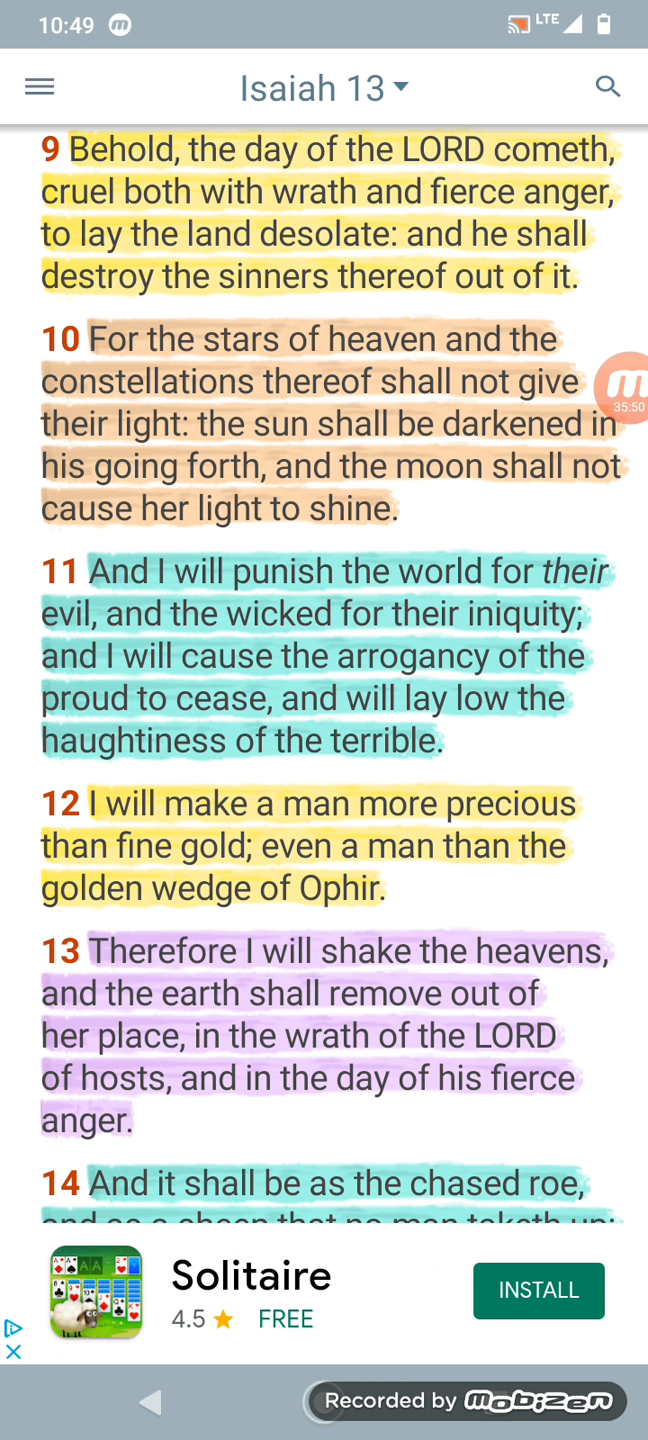 10:49 m LTE
Isaiah 13
9 Behold, the day of the LORD cometh,
cruel both with wrath and fierce anger,
to lay the land desolate: and he shall
destroy the sinners thereof out of it.
10 For the stars of heaven and the
constellations thereof shall not give
their light: the sun shall be darkened in
his going forth, and the moon shall not
cause her light to shine.
m
35:50
11 And I will punish the world for their
evil, and the wicked for their iniquity;
and I will cause the arrogancy of the
proud to cease, and will lay low the
haughtiness of the terrible.
12 I will make a man more precious
than fine gold; even a man than the
golden wedge of Ophir.
13 Therefore I will shake the heavens,
and the earth shall remove out of
her place, in the wrath of the LORD
of hosts, and in the day of his fierce
anger.
14 And it shall be as the chased roe,
and as a sheep that no man taketh up:
Solitaire
4.5 FREE
INSTALL
Recorded by mobizen